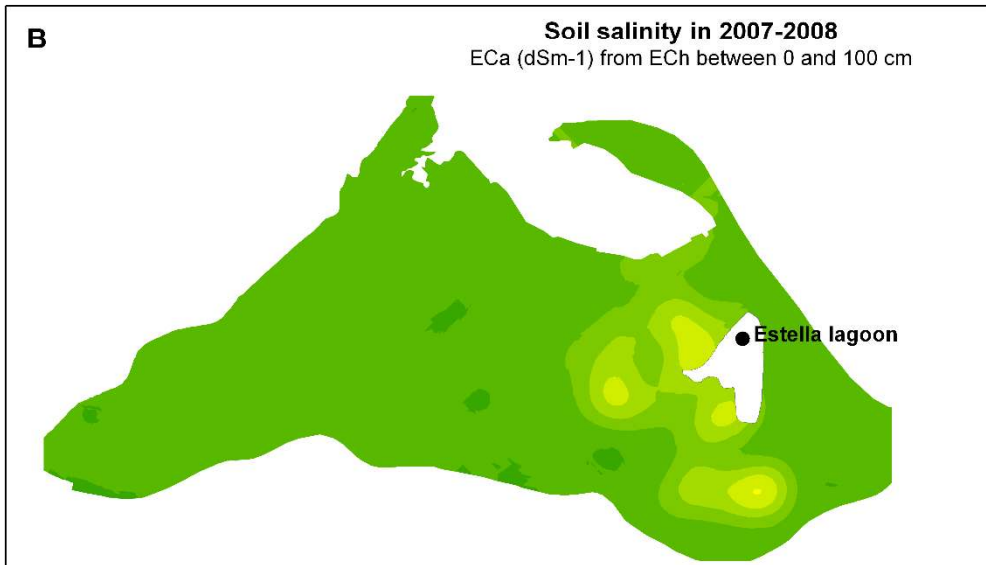 B
Soil salinity in 2007-2008
ECa (dSm-1) from ECh between 0 and 100 cm
Estella lagoon